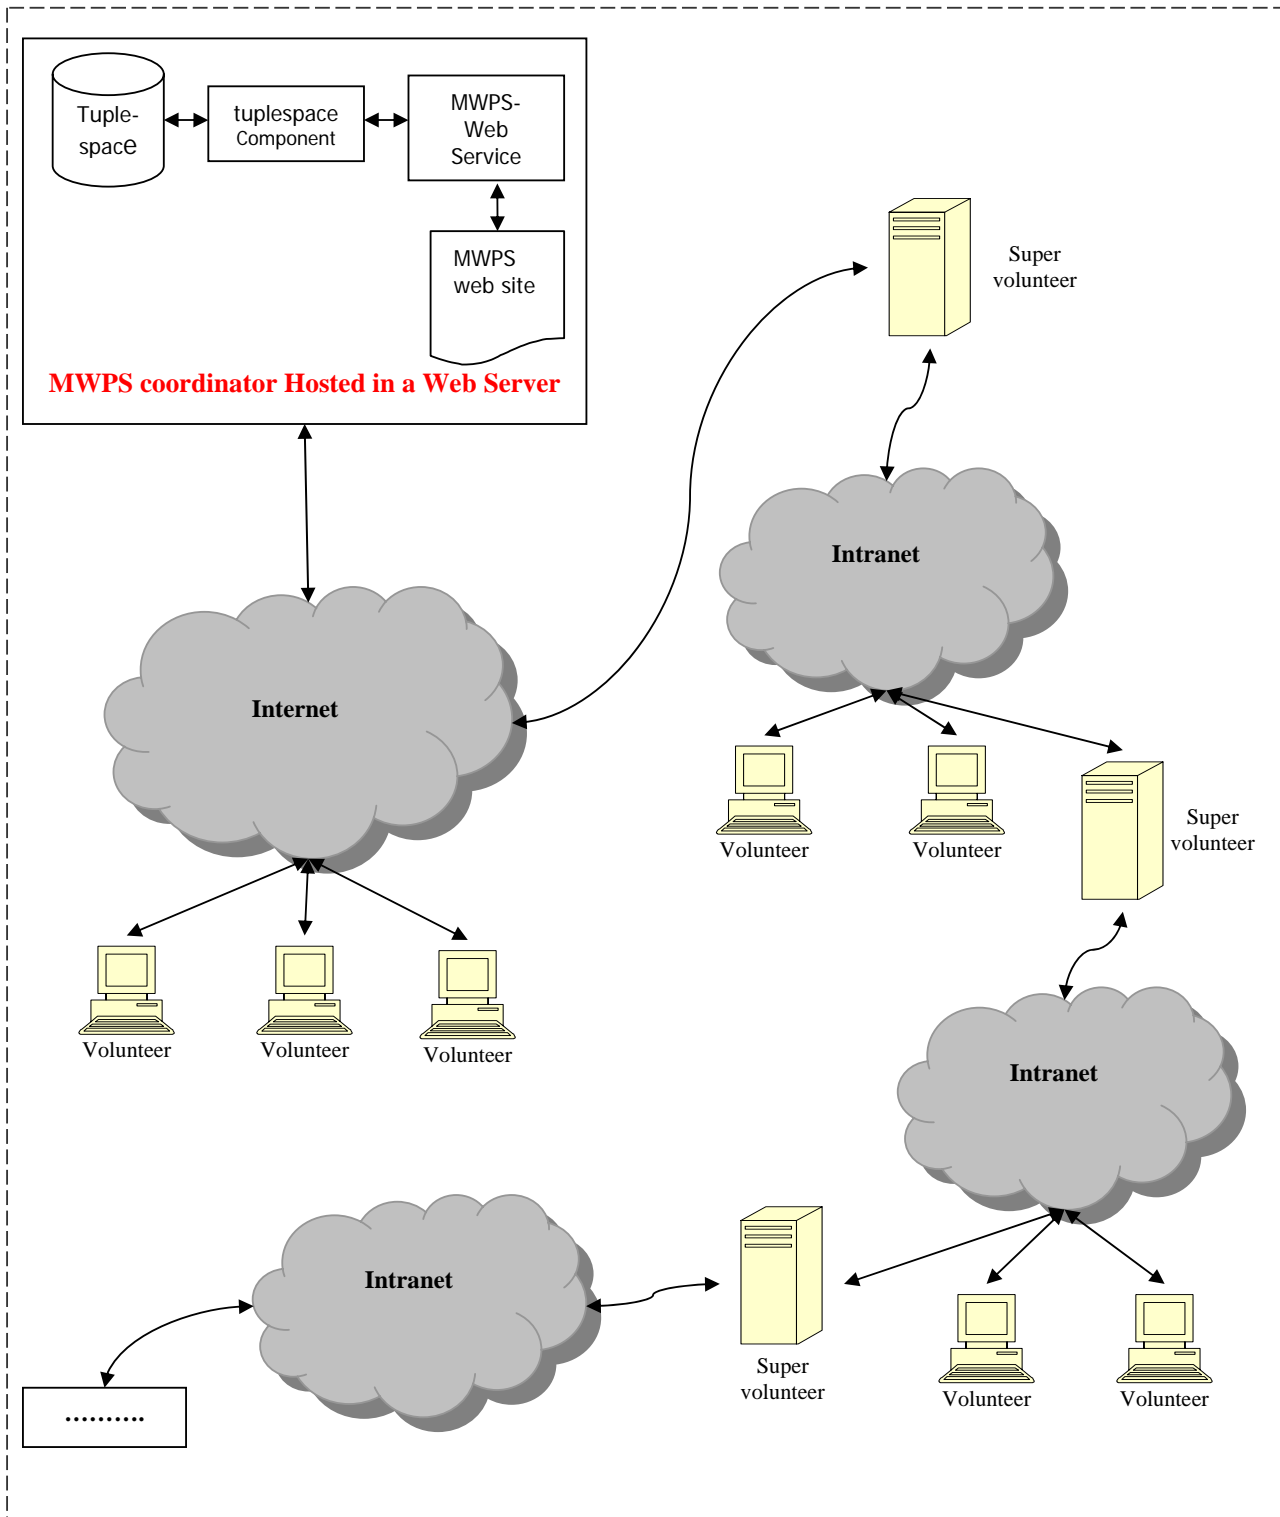 Tuple-
space
tuplespace
Component
MWPS-
Web
Service
MWPS
web site
MWPS coordinator Hosted in a Web Server
Super
volunteer
Intranet
Internet
Volunteer
Volunteer
Super
volunteer
Volunteer
Volunteer
Volunteer
Intranet
Intranet
Super
volunteer
Volunteer
Volunteer
..........